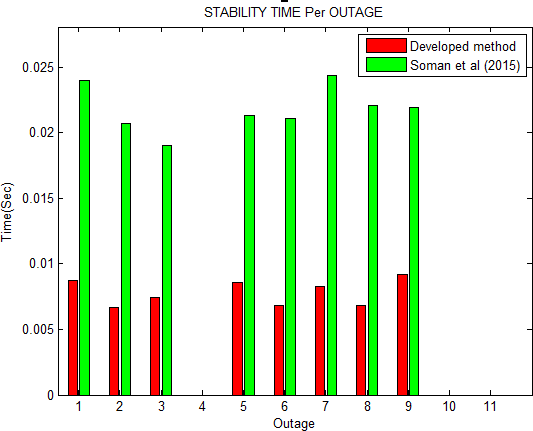 STABILITY TIME Per OUTAGE
Developed method
Soman et al (2015)
0.025
0.02
0.015
0.01
0.005
0
Time(Sec)
1 2 3 4 5 6 7 8 9 10 11
Outage